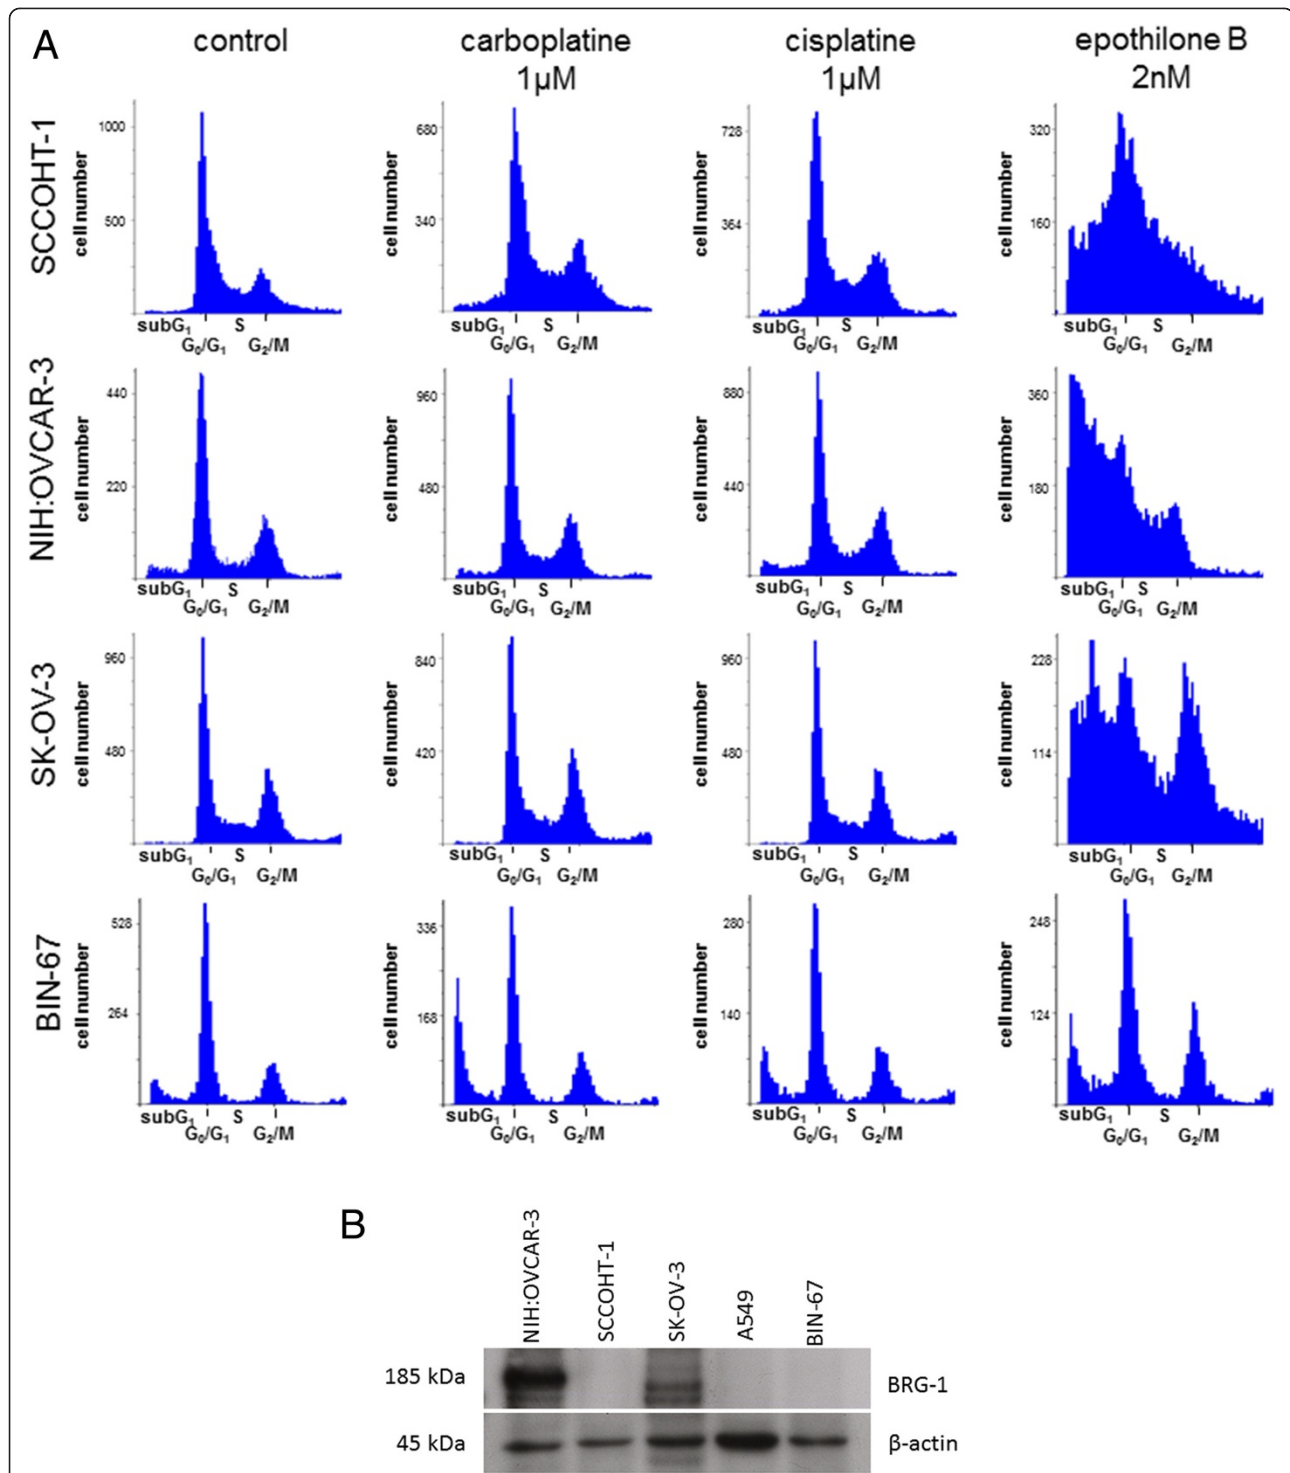 A
control
carboplatine
1µM
cisplatine
1µM
epothilone B
2nM
SCCOHT-1
cell number
1000
500
subG₁ S
G₀/G₁ G₂/M
cell number
680
340
subG₁ S
G₀/G₁ G₂/M
cell number
728
364
subG₁ S
G₀/G₁ G₂/M
cell number
320
160
subG₁ S
G₀/G₁ G₂/M
NIH:OVCAR-3
cell number
440
220
subG₁ S
G₀/G₁ G₂/M
cell number
960
480
subG₁ S
G₀/G₁ G₂/M
cell number
880
440
subG₁ S
G₀/G₁ G₂/M
cell number
360
180
subG₁ S
G₀/G₁ G₂/M
SK-OV-3
cell number
960
480
subG₁ S
G₀/G₁ G₂/M
cell number
840
420
subG₁ S
G₀/G₁ G₂/M
cell number
960
480
subG₁ S
G₀/G₁ G₂/M
cell number
228
114
subG₁ S
G₀/G₁ G₂/M
BIN-67
cell number
528
264
subG₁ S
G₀/G₁ G₂/M
cell number
336
168
subG₁ S
G₀/G₁ G₂/M
cell number
280
140
subG₁ S
G₀/G₁ G₂/M
cell number
248
124
subG₁ S
G₀/G₁ G₂/M
B
NIH:OVCAR-3
SCCOHT-1
SK-OV-3
A549
BIN-67
185 kDa
BRG-1
45 kDa
β-actin